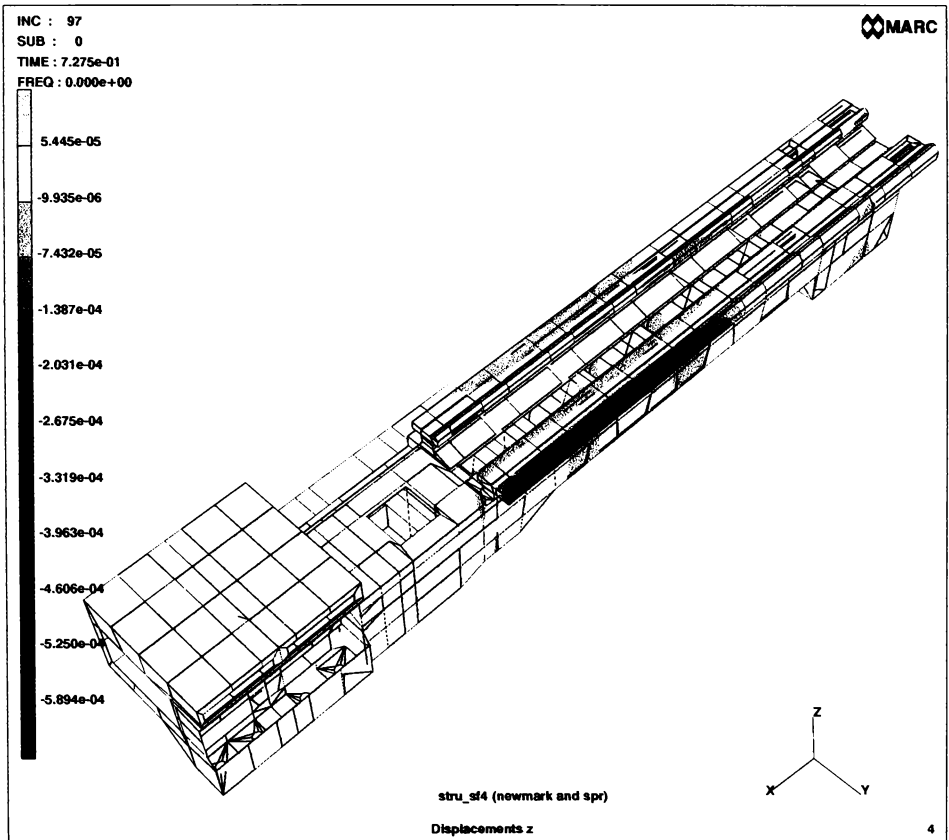 INC : 97
SUB : 0
TIME : 7.275e-01
FREQ : 0.000e+00
MARC
5.445e-05
-9.935e-06
-7.432e-05
-1.387e-04
-2.031e-04
-2.675e-04
-3.319e-04
-3.963e-04
-4.606e-04
-5.250e-04
-5.894e-04
Z
X
Y
stru_sf4 (newmark and spr)
Displacements z
4